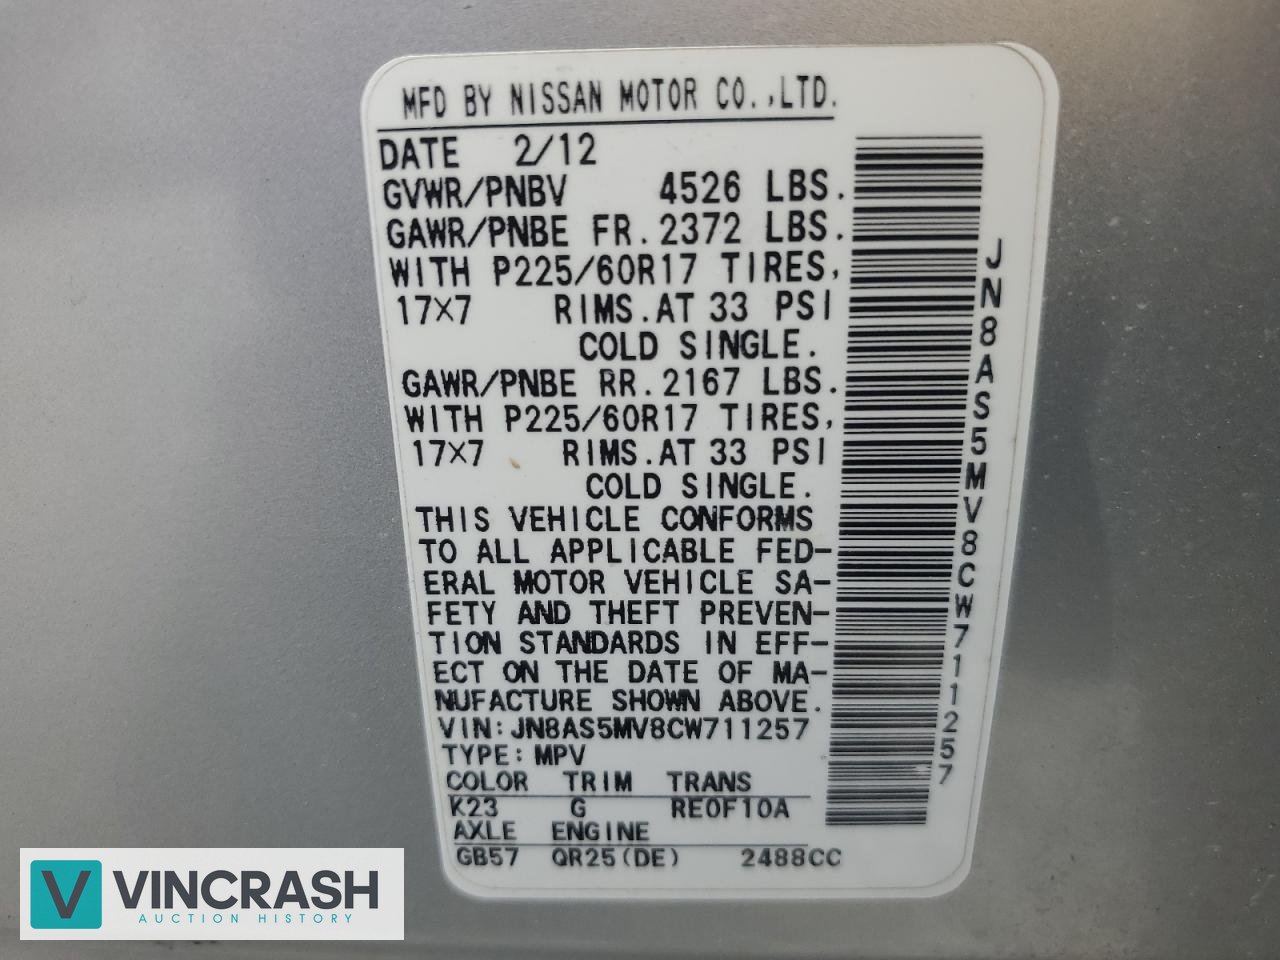 MFD BY NISSAN MOTOR CO.,LTD.
DATE 2/12
GVWR/PNBV 4526 LBS.
GAWR/PNBE FR.2372 LBS.
WITH P225/60R17 TIRES,
17×7 RIMS.AT 33 PSI
COLD SINGLE.
GAWR/PNBE RR.2167 LBS.
WITH P225/60R17 TIRES,
17×7 RIMS.AT 33 PSI
COLD SINGLE.
THIS VEHICLE CONFORMS
TO ALL APPLICABLE FED-
ERAL MOTOR VEHICLE SA-
FETY AND THEFT PREVEN-
TION STANDARDS IN EFF-
ECT ON THE DATE OF MA-
NUFACTURE SHOWN ABOVE.
VIN:JN8AS5MV8CW711257
TYPE:MPV
COLOR TRIM TRANS
K23 G RE0F10A
AXLE ENGINE
GB57 QR25(DE) 2488CC
JN8AS5MV8CW711257
V VINCRASH
AUCTION HISTORY